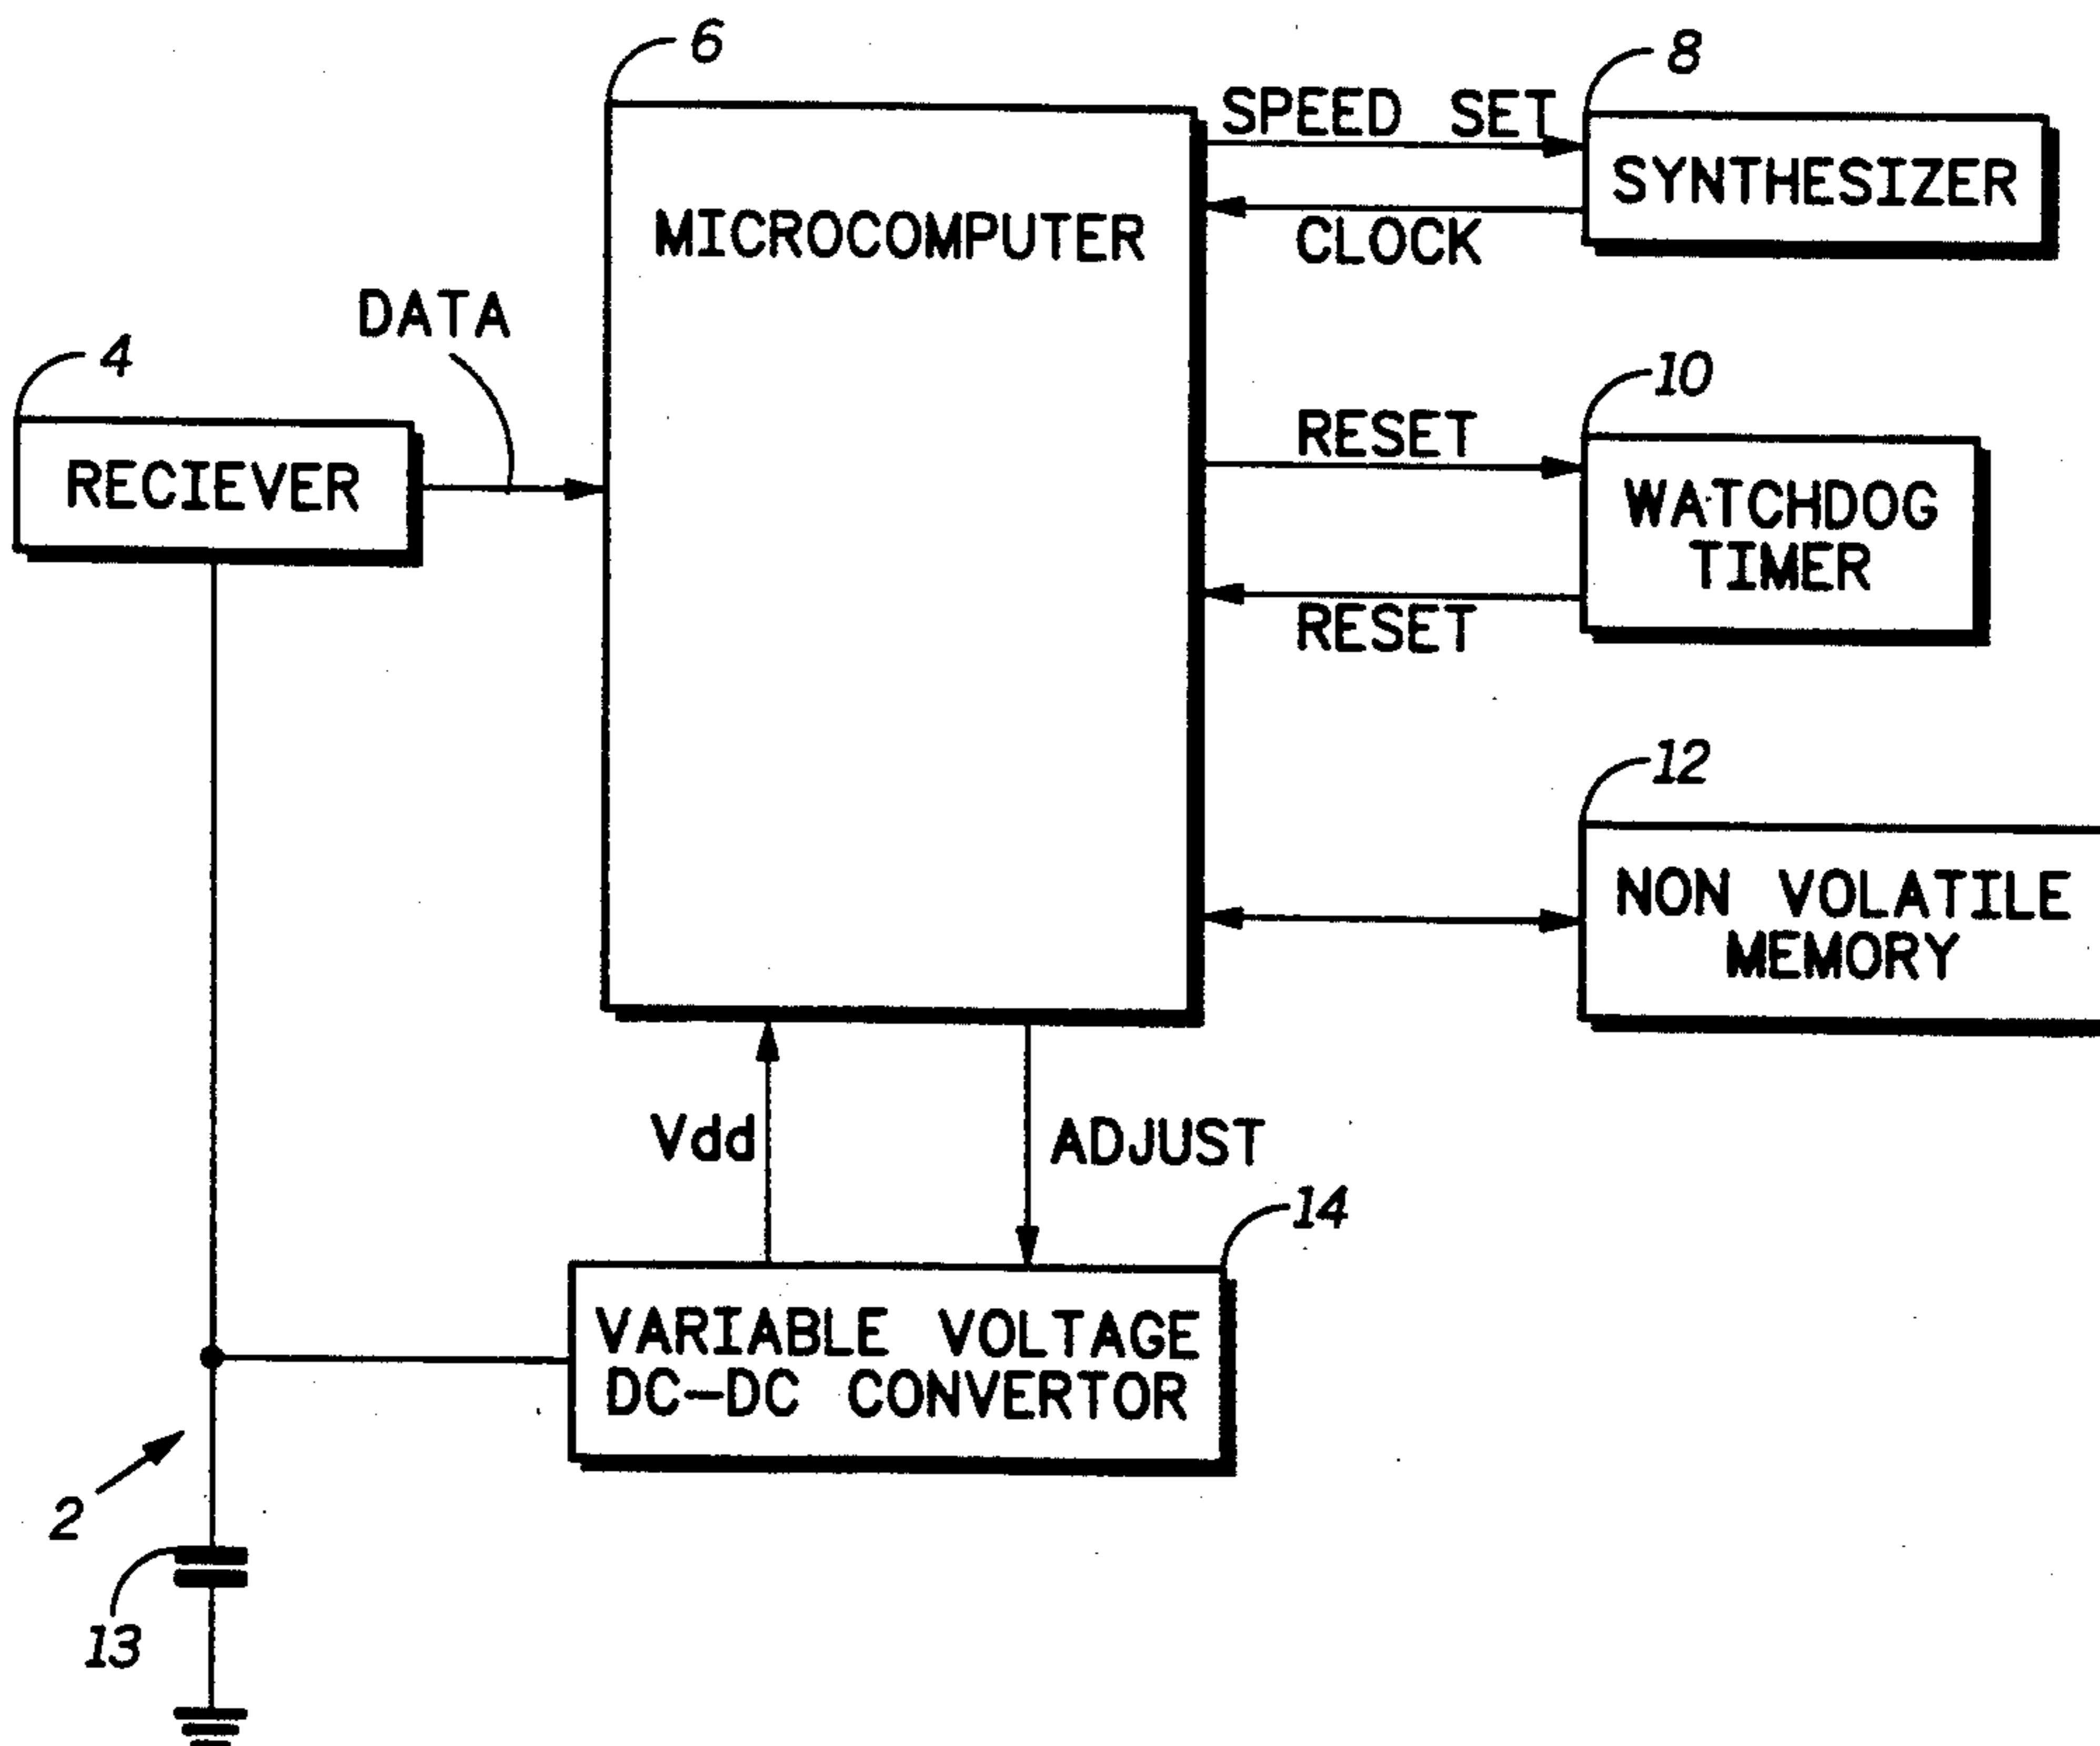 6
8
SPEED SET
SYNTHESIZER
MICROCOMPUTER
CLOCK
DATA
4
10
RECIEVER
RESET
WATCHDOG
TIMER
RESET
12
NON VOLATILE
MEMORY
Vdd
ADJUST
14
VARIABLE VOLTAGE
DC-DC CONVERTOR
2
13